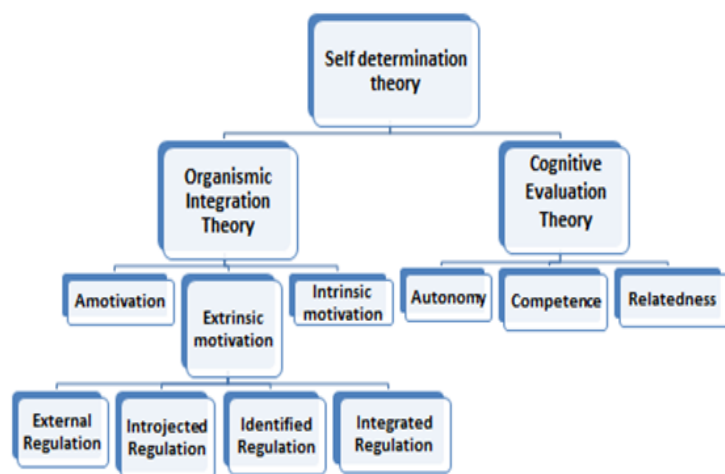 Self determination
theory
Organismic
Integration
Theory
Cognitive
Evaluation
Theory
Amotivation
Extrinsic
motivation
Intrinsic
motivation
Autonomy
Competence
Relatedness
External
Regulation
Introjected
Regulation
Identified
Regulation
Integrated
Regulation